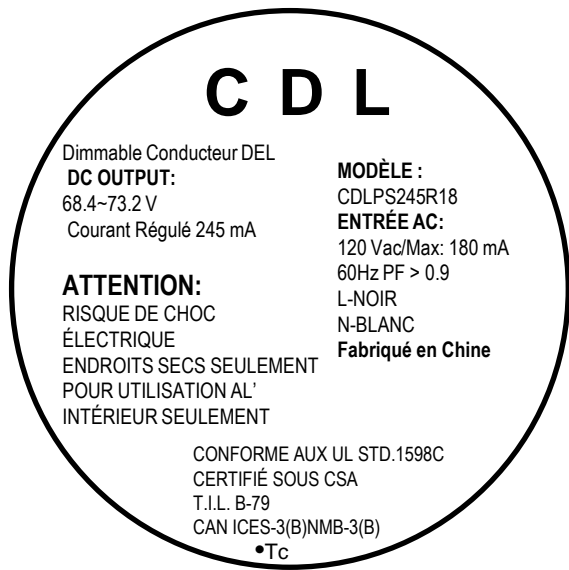 C D L
Dimmable Conducteur DEL
DC OUTPUT:
68.4~73.2 V
Courant Régulé 245 mA
ATTENTION:
RISQUE DE CHOC
ÉLECTRIQUE
ENDROITS SECS SEULEMENT
POUR UTILISATION AL'
INTÉRIEUR SEULEMENT
MODÈLE :
CDLPS245R18
ENTRÉE AC:
120 Vac/Max: 180 mA
60Hz PF > 0.9
L-NOIR
N-BLANC
Fabriqué en Chine
CONFORME AUX UL STD.1598C
CERTIFIÉ SOUS CSA
T.I.L. B-79
CAN ICES-3(B)NMB-3(B)
•Tc